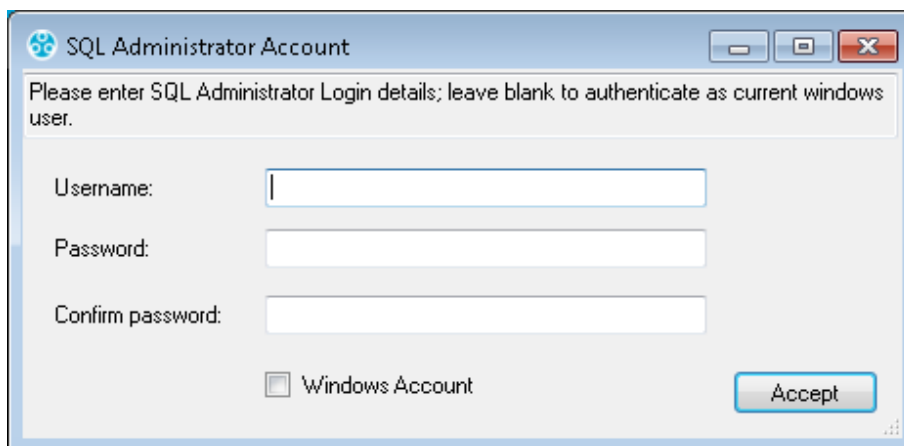 SQL Administrator Account
Please enter SQL Administrator Login details; leave blank to authenticate as current windows
user.
Username:
Password:
Confirm password:
Windows Account
Accept